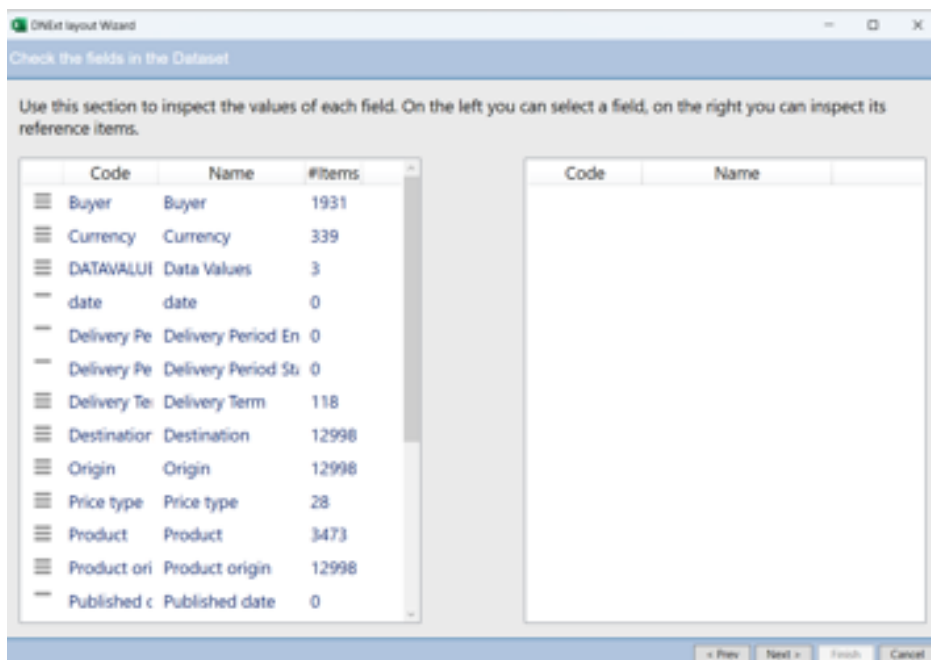 DNExt layout Wizard
Check the fields in the Dataset
Use this section to inspect the values of each field. On the left you can select a field, on the right you can inspect its
reference items.
Code Name #Items
Buyer Buyer 1931
Currency Currency 339
DATAVALUE Data Values 3
date date 0
Delivery Pe Delivery Period En 0
Delivery Pe Delivery Period Sta 0
Delivery Te Delivery Term 118
Destination Destination 12998
Origin Origin 12998
Price type Price type 28
Product Product 3473
Product ori Product origin 12998
Published d Published date 0
Code Name
< Prev Next > Finish Cancel